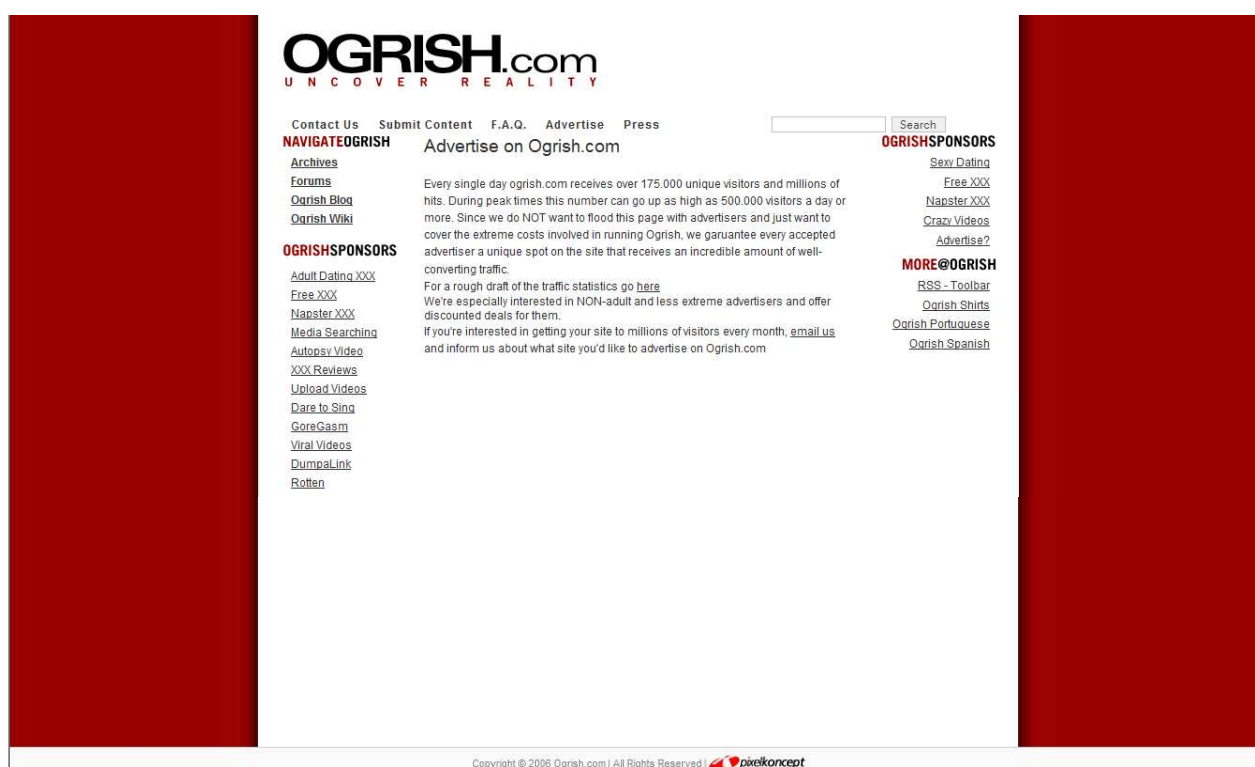 OGRISH.com
UNCOVER REALITY
Contact Us Submit Content F.A.Q. Advertise Press
Search
NAVIGATEOGRISH
Archives
Forums
Ogrish Blog
Ogrish Wiki
OGRISHSPONSORS
Adult Dating XXX
Free XXX
Napster XXX
Media Searching
Autopsy Video
XXX Reviews
Upload Videos
Dare to Sing
GoreGasm
Viral Videos
DumpaLink
Rotten
Advertise on Ogrish.com
Every single day ogrish.com receives over 175.000 unique visitors and millions of
hits. During peak times this number can go up as high as 500.000 visitors a day or
more. Since we do NOT want to flood this page with advertisers and just want to
cover the extreme costs involved in running Ogrish, we garuantee every accepted
advertiser a unique spot on the site that receives an incredible amount of well-
converting traffic.
For a rough draft of the traffic statistics go here
We're especially interested in NON-adult and less extreme advertisers and offer
discounted deals for them.
If you're interested in getting your site to millions of visitors every month, email us
and inform us about what site you'd like to advertise on Ogrish.com
OGRISHSPONSORS
Sexy Dating
Free XXX
Napster XXX
Crazy Videos
Advertise?
MORE@OGRISH
RSS - Toolbar
Ogrish Shirts
Ogrish Portuguese
Ogrish Spanish
Copyright © 2006 Ogrish.com | All Rights Reserved | pixelkoncept